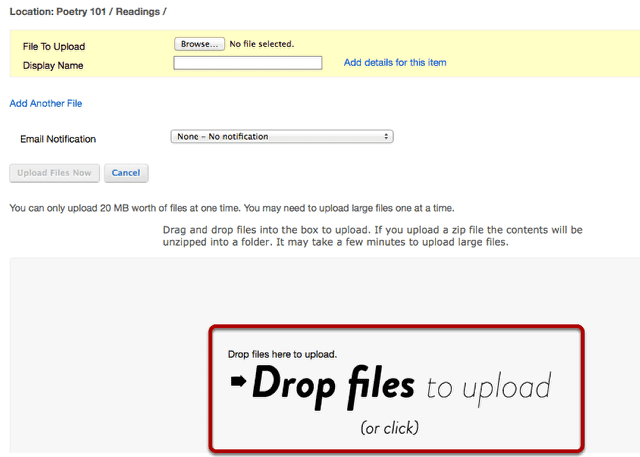 Location: Poetry 101 / Readings /
File To Upload Browse... No file selected.
Display Name Add details for this item
Add Another File
Email Notification None - No notification
Upload Files Now Cancel
You can only upload 20 MB worth of files at one time. You may need to upload large files one at a time.
Drag and drop files into the box to upload. If you upload a zip file the contents will be
unzipped into a folder. It may take a few minutes to upload large files.
Drop files here to upload.
Drop files to upload
(or click)